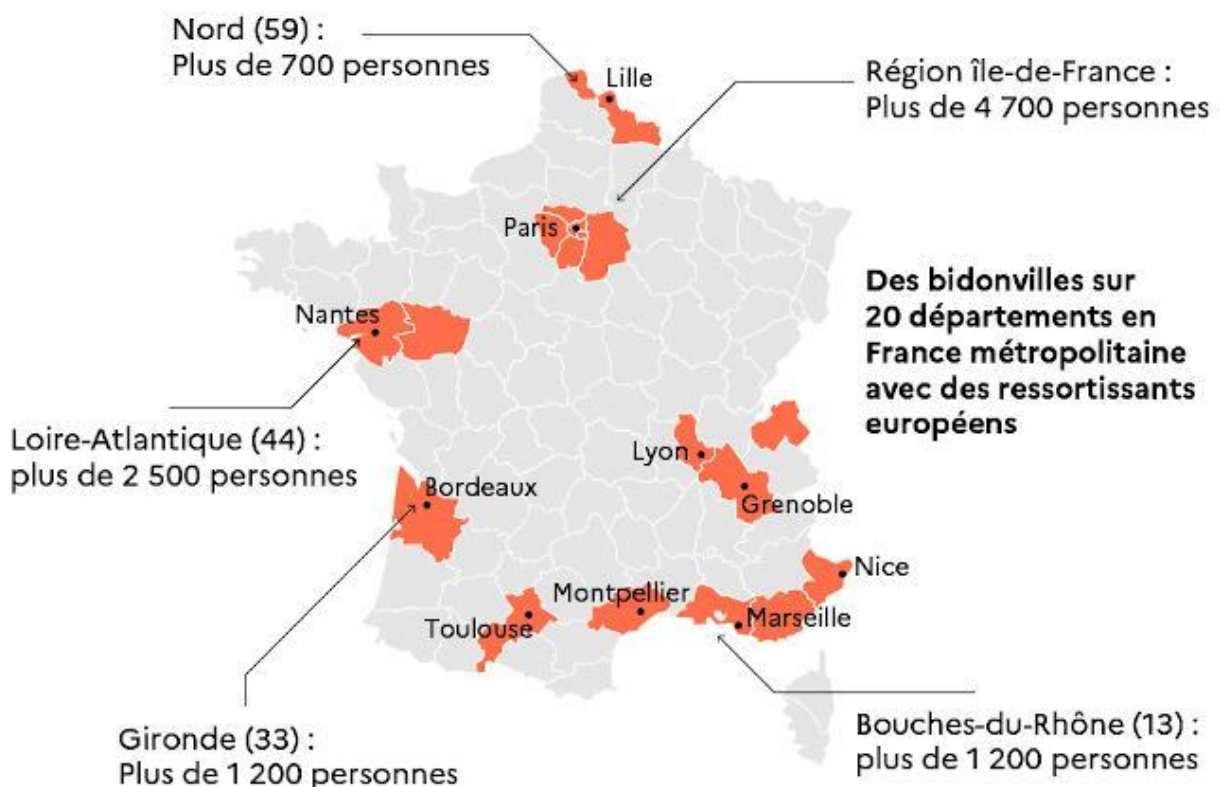 Nord (59) :
Plus de 700 personnes
Lille
Région île-de-France :
Plus de 4 700 personnes
Paris
Des bidonvilles sur
20 départements en
France métropolitaine
avec des ressortissants
européens
Nantes
Loire-Atlantique (44) :
plus de 2 500 personnes
Lyon
Grenoble
Bordeaux
Nice
Montpellier
Toulouse
Marseille
Gironde (33) :
Plus de 1 200 personnes
Bouches-du-Rhône (13) :
plus de 1 200 personnes